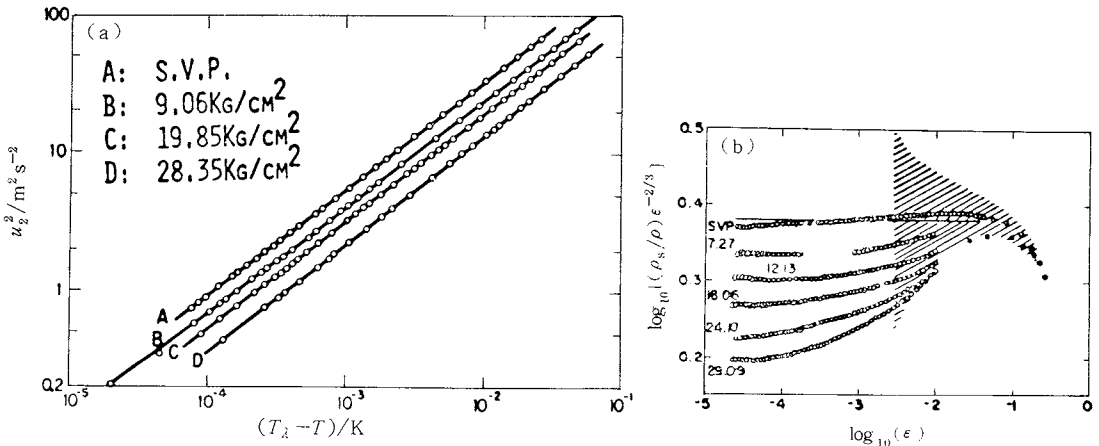 (a)
A: S.V.P.
B: 9.06KG/CM²
C: 19.85KG/CM²
D: 28.35KG/CM²
100
10
1
0.2
u₂²/m²s⁻²
A
B
C
D
10⁻⁵
10⁻⁴
10⁻³
10⁻²
10⁻¹
(T_λ−T)/K
(b)
0.5
0.4
0.3
0.2
log₁₀[(ρₛ/ρ)ε⁻²/³]
SVP
7.27
12.13
18.06
24.10
29.09
-5
-4
-3
-2
-1
0
log₁₀(ε)